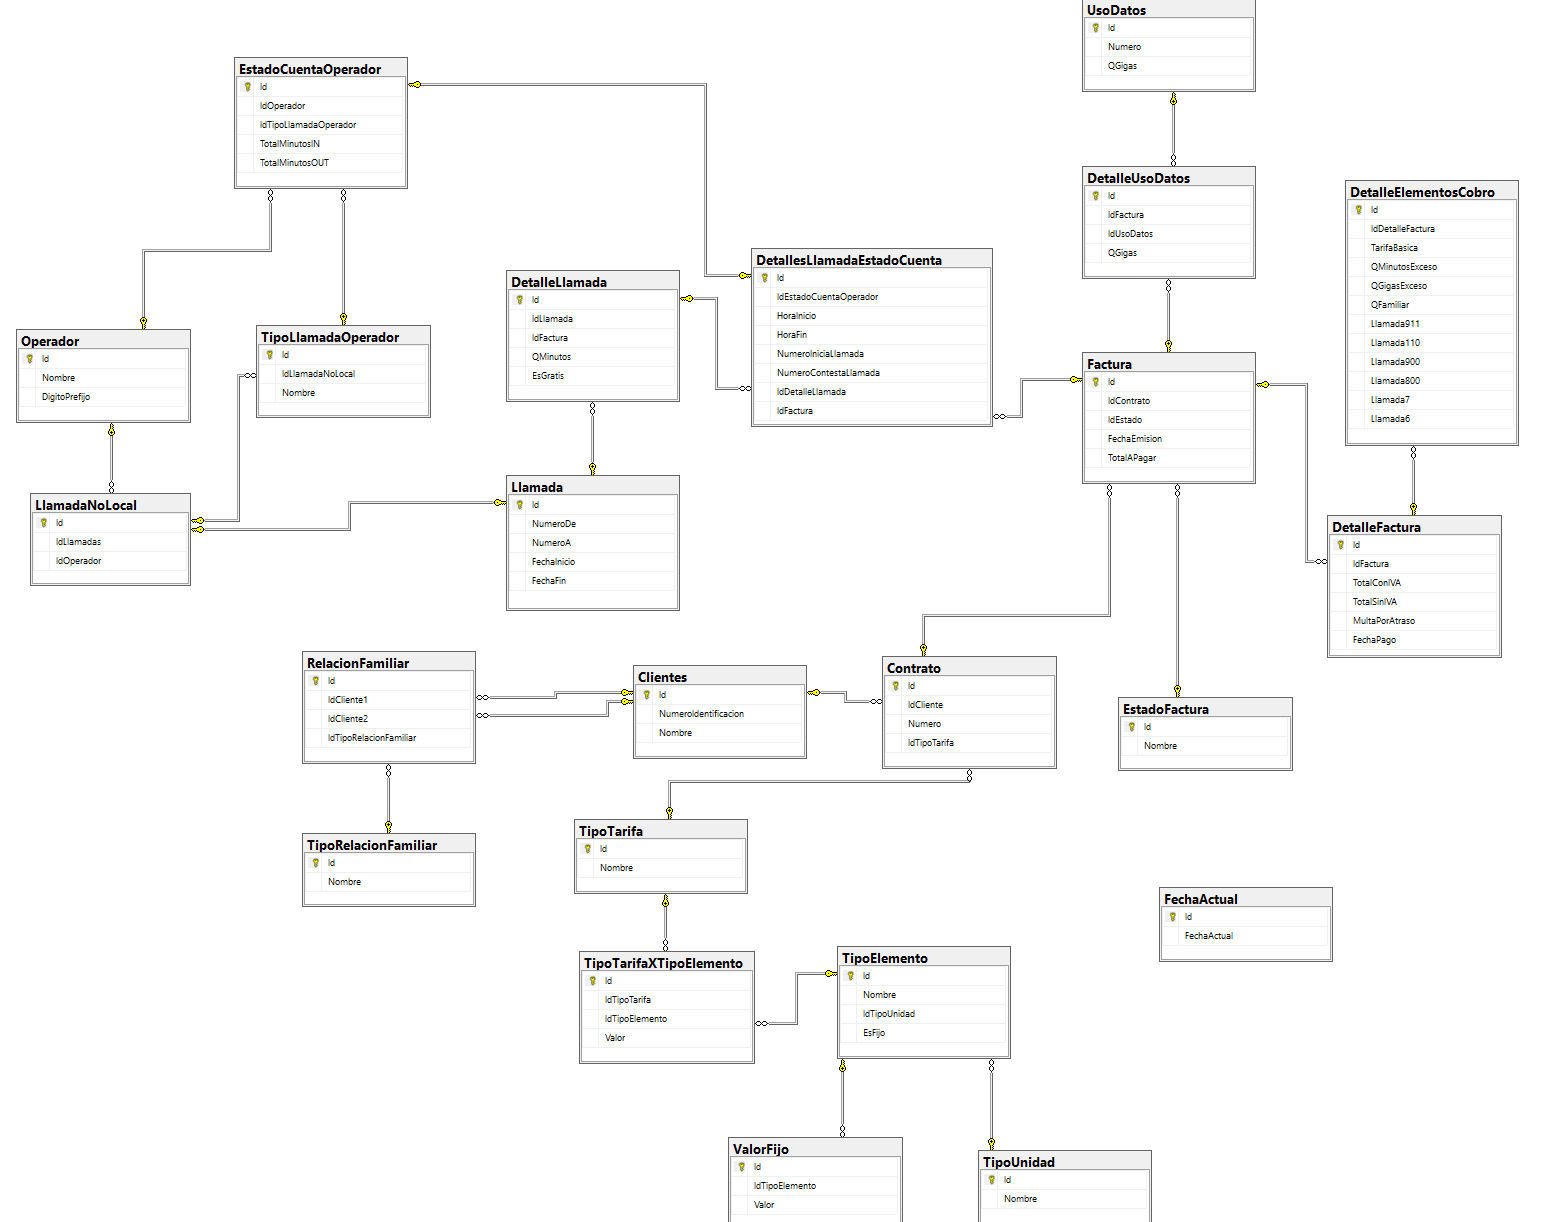 UsoDatos
Id
Numero
QGigas
EstadoCuentaOperador
Id
IdOperador
IdTipoLlamadaOperador
TotalMinutosIN
TotalMinutosOUT
DetalleUsoDatos
Id
IdFactura
IdUsoDatos
QGigas
DetalleElementosCobro
Id
IdDetalleFactura
TarifaBasica
QMinutosExceso
QGigasExceso
QFamiliar
Llamada911
Llamada110
Llamada900
Llamada800
Llamada7
Llamada6
DetallesLlamadaEstadoCuenta
Id
IdEstadoCuentaOperador
HoraInicio
HoraFin
NumeroIniciaLlamada
NumeroContestaLlamada
IdDetalleLlamada
IdFactura
DetalleLlamada
Id
IdLlamada
IdFactura
QMinutos
EsGratis
Operador
Id
Nombre
DigitoPrefijo
TipoLlamadaOperador
Id
IdLlamadaNoLocal
Nombre
Factura
Id
IdContrato
IdEstado
FechaEmision
TotalAPagar
LlamadaNoLocal
Id
IdLlamadas
IdOperador
Llamada
Id
NumeroDe
NumeroA
FechaInicio
FechaFin
DetalleFactura
Id
IdFactura
TotalConIVA
TotalSinIVA
MultaPorAtraso
FechaPago
RelacionFamiliar
Id
IdCliente1
IdCliente2
IdTipoRelacionFamiliar
Clientes
Id
NumeroIdentificacion
Nombre
Contrato
Id
IdCliente
Numero
IdTipoTarifa
EstadoFactura
Id
Nombre
TipoRelacionFamiliar
Id
Nombre
TipoTarifa
Id
Nombre
FechaActual
Id
FechaActual
TipoTarifaXTipoElemento
Id
IdTipoTarifa
IdTipoElemento
Valor
TipoElemento
Id
Nombre
IdTipoUnidad
EsFijo
ValorFijo
Id
IdTipoElemento
Valor
TipoUnidad
Id
Nombre